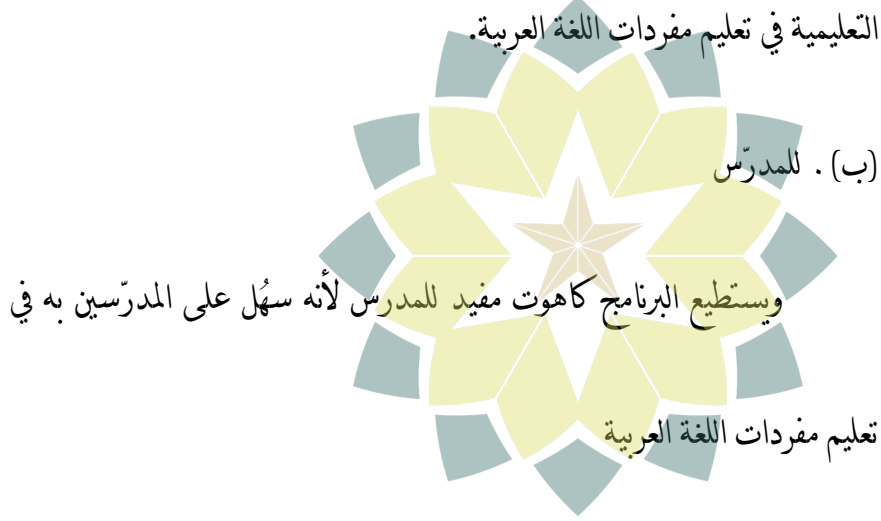 التعليمية في تعليم مفردات اللغة العربية.
(ب) . للمدرّس
ويستطيع البرنامج كاهوت مفيد للمدرس لأنه سهُل على المدرّسين به في
تعليم مفردات اللغة العربية